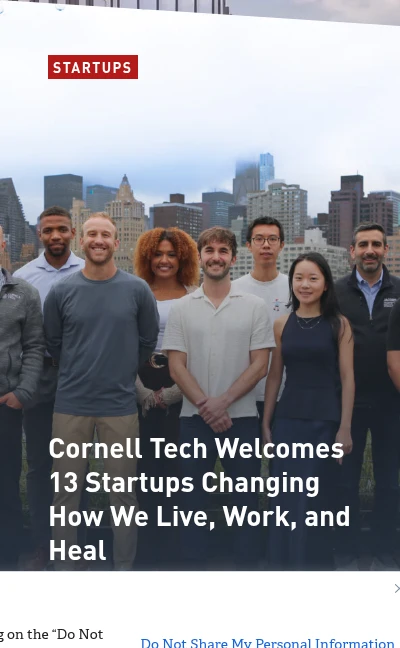 STARTUPS
Cornell Tech Welcomes
13 Startups Changing
How We Live, Work, and
Heal
g on the “Do Not
Do Not Share My Personal Information